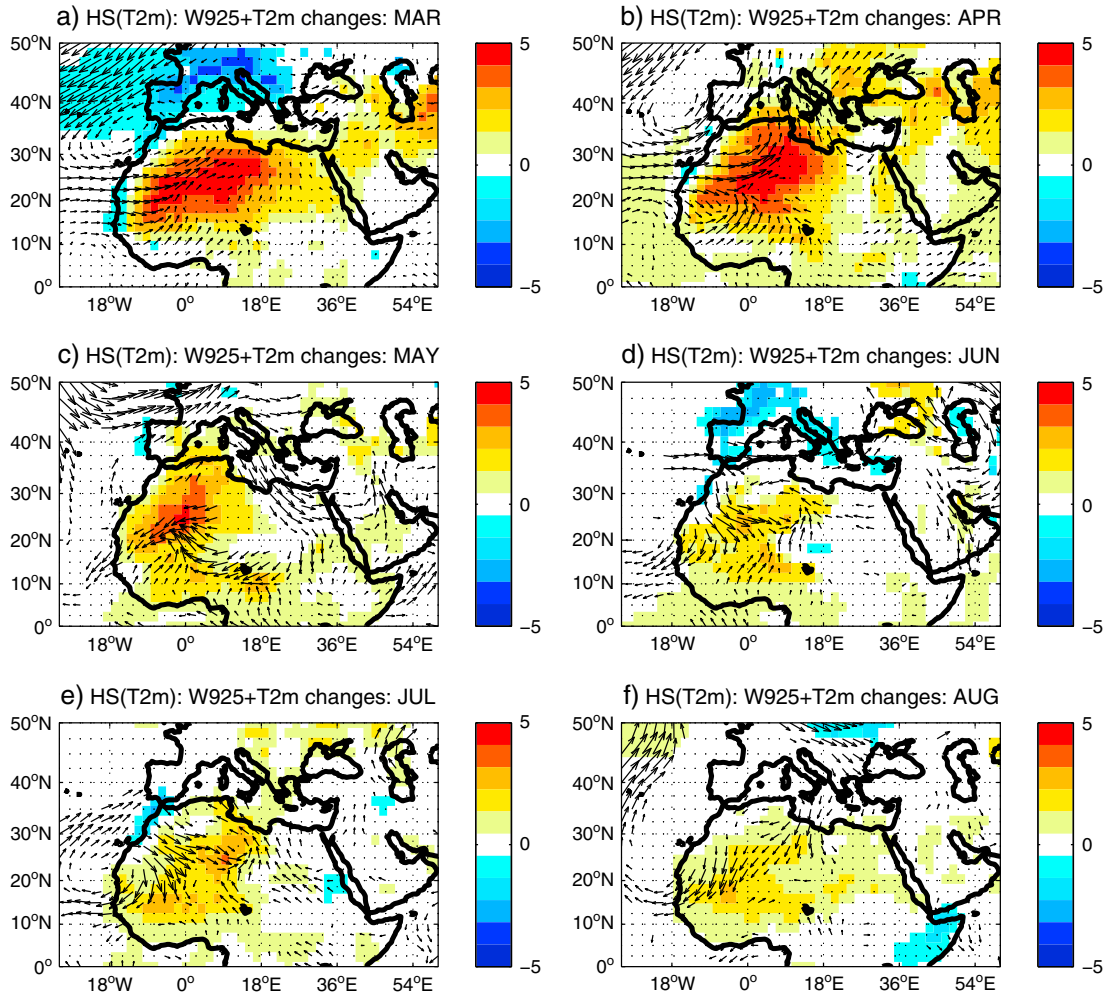 a) HS(T2m): W925+T2m changes: MAR
50°N
40°N
30°N
20°N
10°N
0°
18°W
0°
18°E
36°E
54°E
5
0
−5
b) HS(T2m): W925+T2m changes: APR
50°N
40°N
30°N
20°N
10°N
0°
18°W
0°
18°E
36°E
54°E
5
0
−5
c) HS(T2m): W925+T2m changes: MAY
50°N
40°N
30°N
20°N
10°N
0°
18°W
0°
18°E
36°E
54°E
5
0
−5
d) HS(T2m): W925+T2m changes: JUN
50°N
40°N
30°N
20°N
10°N
0°
18°W
0°
18°E
36°E
54°E
5
0
−5
e) HS(T2m): W925+T2m changes: JUL
50°N
40°N
30°N
20°N
10°N
0°
18°W
0°
18°E
36°E
54°E
5
0
−5
f) HS(T2m): W925+T2m changes: AUG
50°N
40°N
30°N
20°N
10°N
0°
18°W
0°
18°E
36°E
54°E
5
0
−5